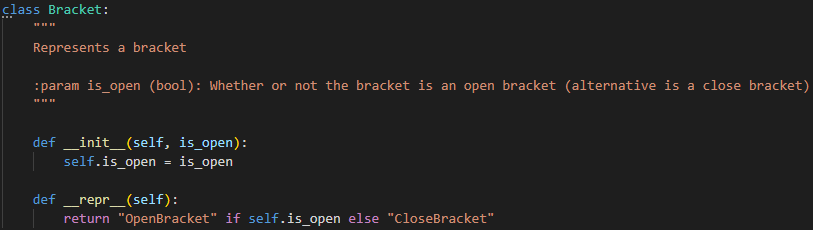 class Bracket:
    """
    Represents a bracket

    :param is_open (bool): Whether or not the bracket is an open bracket (alternative is a close bracket)
    """

    def __init__(self, is_open):
        self.is_open = is_open

    def __repr__(self):
        return "OpenBracket" if self.is_open else "CloseBracket"